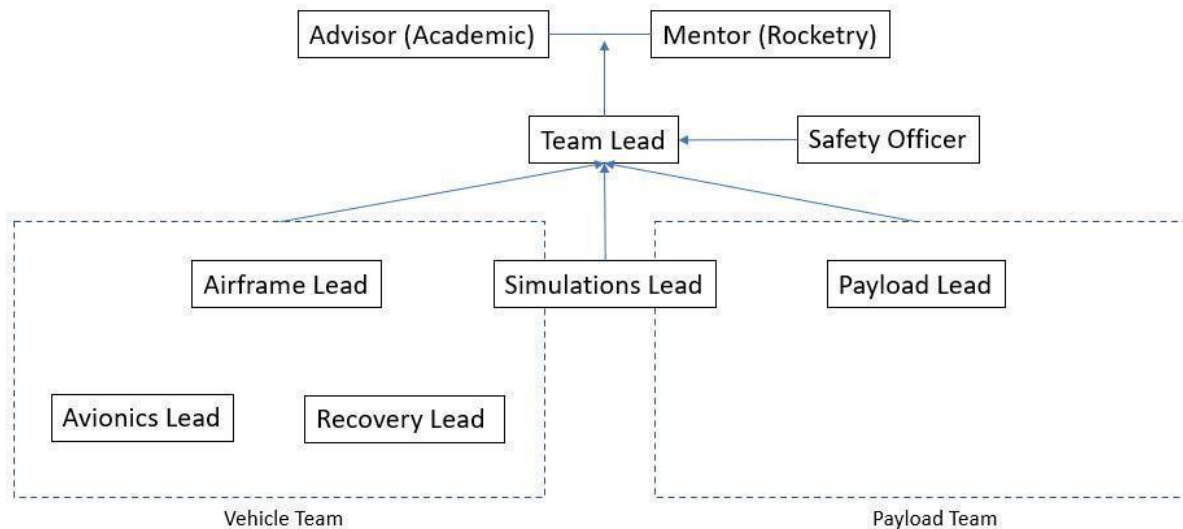 Advisor (Academic)
Mentor (Rocketry)
Team Lead
Safety Officer
Airframe Lead
Simulations Lead
Payload Lead
Avionics Lead
Recovery Lead
Vehicle Team
Payload Team